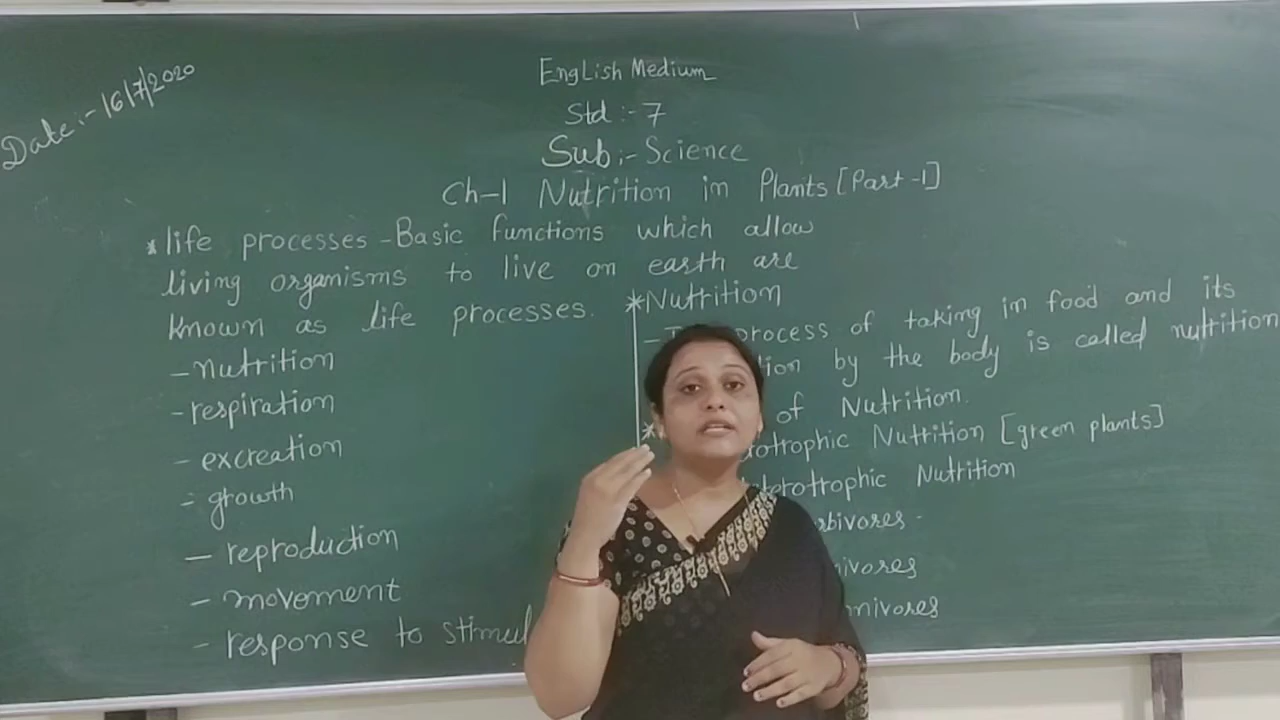 Date:- 16/7/2020
English Medium
Std :- 7
Sub:- Science
Ch-1 Nutrition in Plants [Part -1]
* life processes - Basic functions which allow
living organisms to live on earth are
known as life processes.
- nutrition
- respiration
- excreation
- growth
- reproduction
- movement
- response to stimul
* Nutrition
- process of taking in food and its
by the body is called nutrition
* of Nutrition.
Nutrition [green plants]
Nutrition